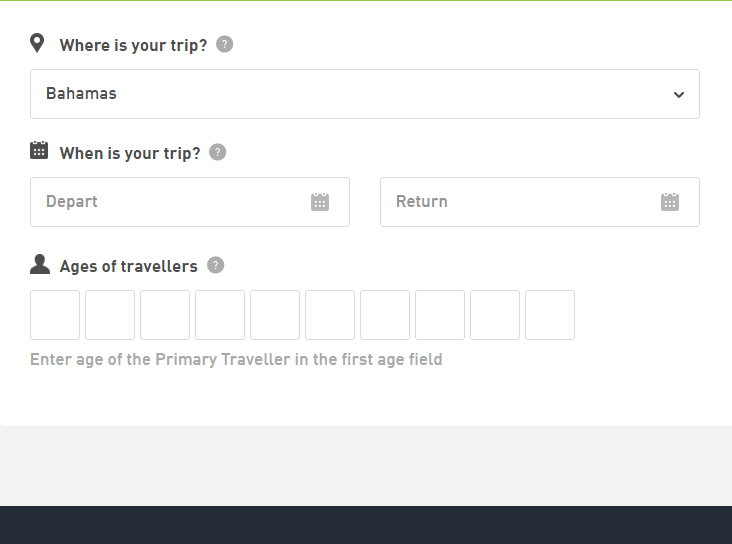 Where is your trip? ?
Bahamas
When is your trip? ?
Depart Return
Ages of travellers ?
Enter age of the Primary Traveller in the first age field